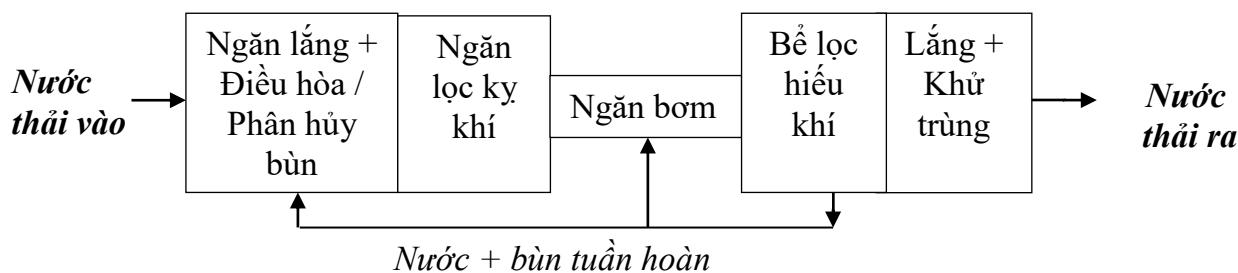 Nước
thải vào
Ngăn lắng +
Điều hòa /
Phân hủy
bùn
Ngăn
lọc kỵ
khí
Ngăn bơm
Bể lọc
hiếu
khí
Lắng +
Khử
trùng
Nước
thải ra
Nước + bùn tuần hoàn